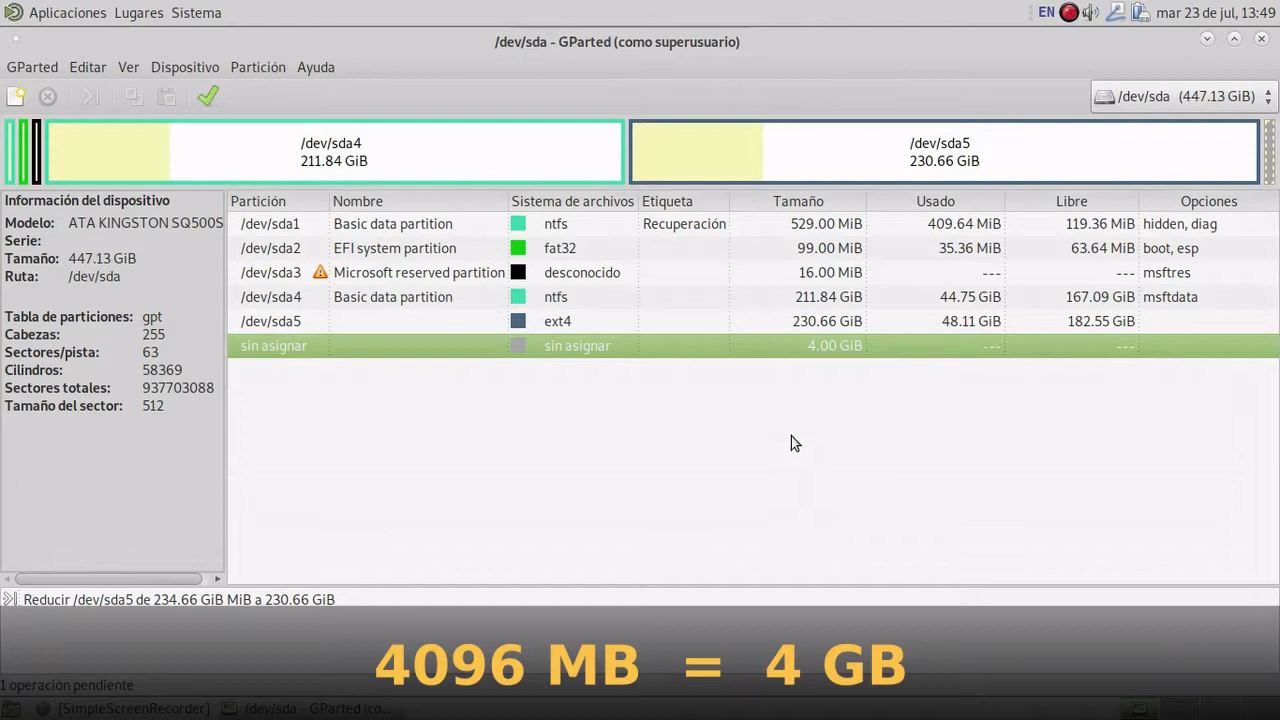 Aplicaciones Lugares Sistema EN mar 23 de jul, 13:49
/dev/sda - GParted (como superusuario)
GParted Editar Ver Dispositivo Partición Ayuda
/dev/sda (447.13 GiB)
/dev/sda4
211.84 GiB
/dev/sda5
230.66 GiB
Información del dispositivo
Modelo: ATA KINGSTON SQ500S
Serie:
Tamaño: 447.13 GiB
Ruta: /dev/sda
Tabla de particiones: gpt
Cabezas: 255
Sectores/pista: 63
Cilindros: 58369
Sectores totales: 937703088
Tamaño del sector: 512
Partición Nombre Sistema de archivos Etiqueta Tamaño Usado Libre Opciones
/dev/sda1 Basic data partition ntfs Recuperación 529.00 MiB 409.64 MiB 119.36 MiB hidden, diag
/dev/sda2 EFI system partition fat32 99.00 MiB 35.36 MiB 63.64 MiB boot, esp
/dev/sda3 Microsoft reserved partition desconocido 16.00 MiB --- --- msftres
/dev/sda4 Basic data partition ntfs 211.84 GiB 44.75 GiB 167.09 GiB msftdata
/dev/sda5 ext4 230.66 GiB 48.11 GiB 182.55 GiB
sin asignar sin asignar 4.00 GiB --- ---
Reducir /dev/sda5 de 234.66 GiB MiB a 230.66 GiB
4096 MB = 4 GB
1 operación pendiente
[SimpleScreenRecorder] /dev/sda - GParted (co...